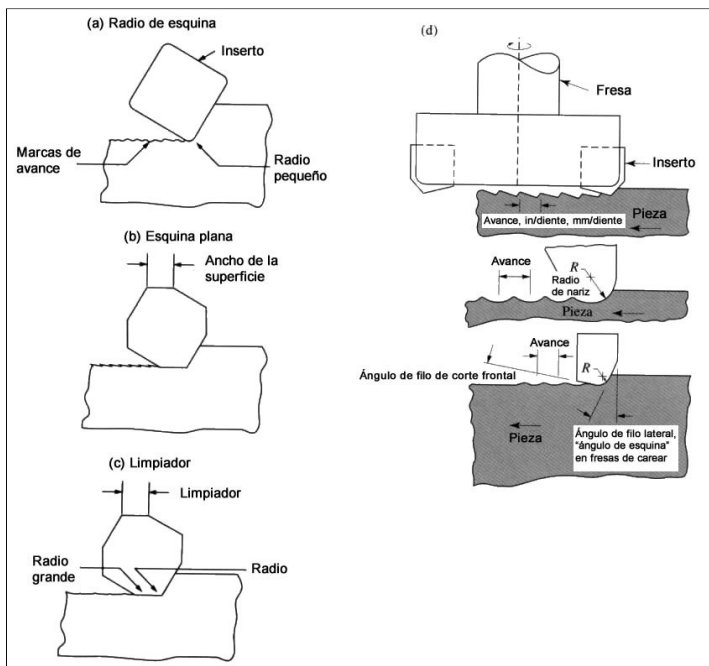 (a) Radio de esquina
Inserto
Marcas de
avance
Radio
pequeño
(b) Esquina plana
Ancho de la
superficie
(c) Limpiador
Limpiador
Radio
grande
Radio
(d)
Fresa
Inserto
Pieza
Avance, in/diente, mm/diente
Avance
R
Radio
de nariz
Pieza
Avance
Ángulo de filo de corte frontal
R
Pieza
Ángulo de filo lateral,
"ángulo de esquina"
en fresas de carear